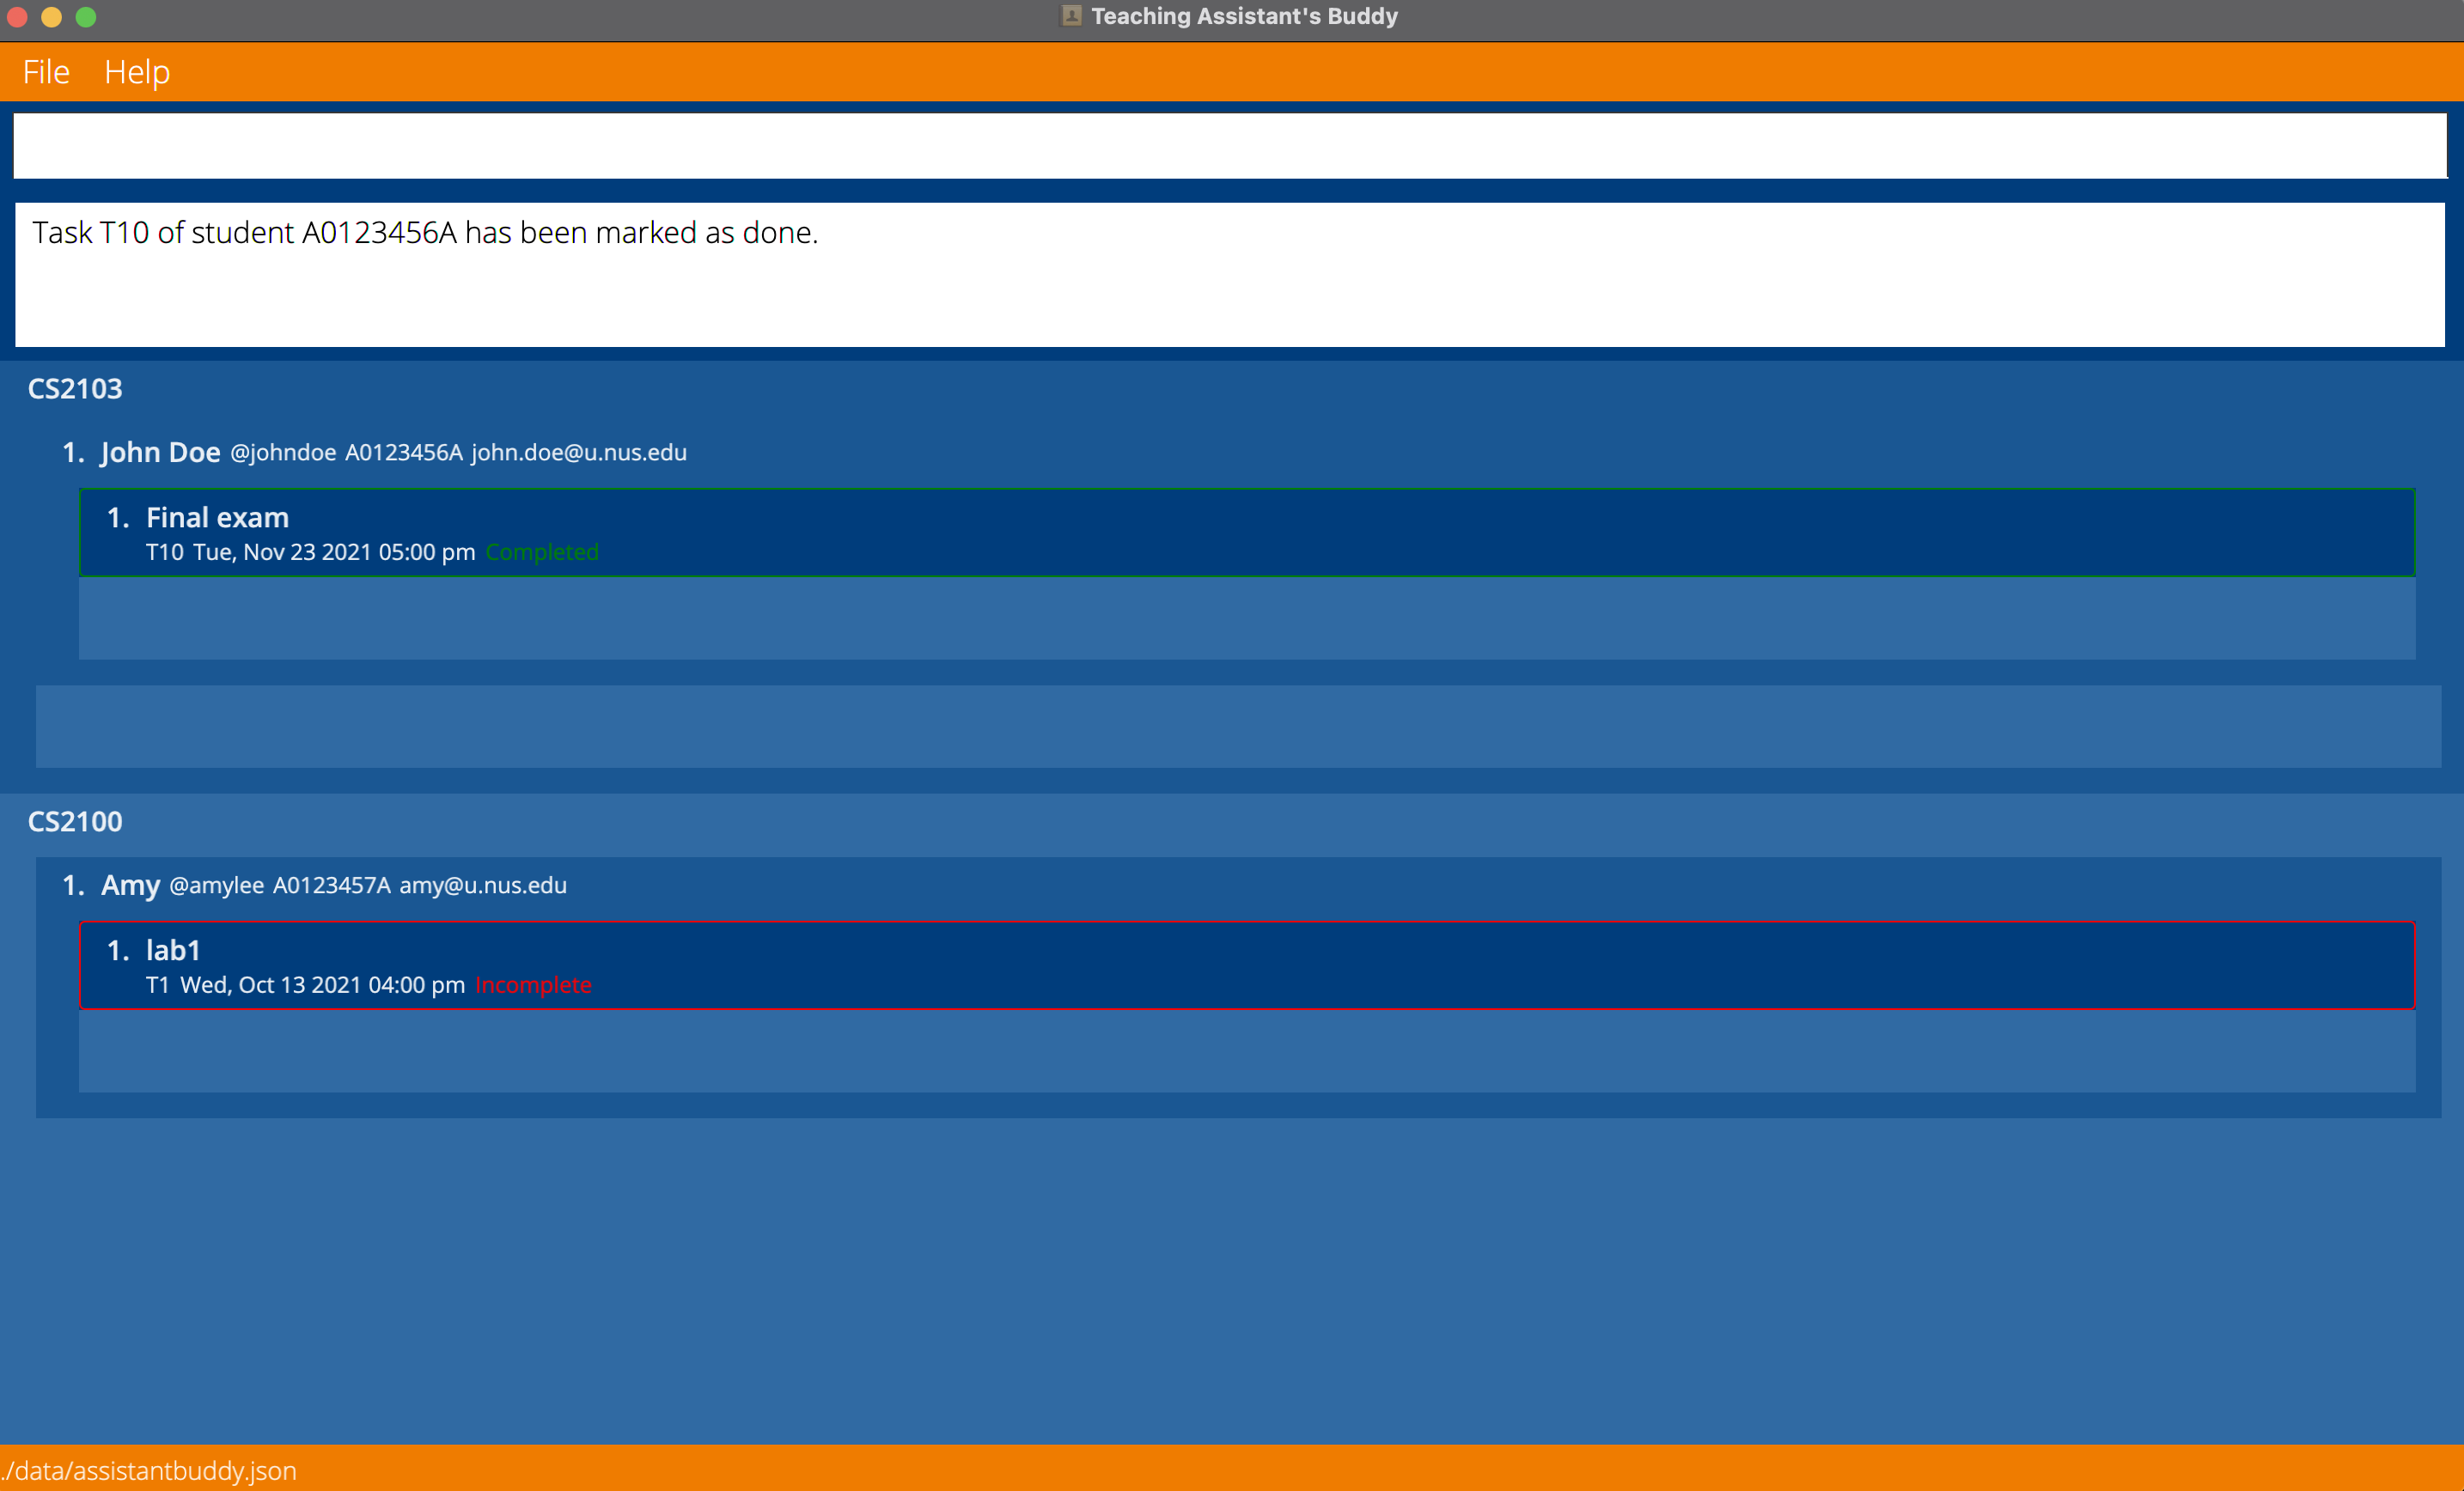 Teaching Assistant's Buddy
File Help
Task T10 of student A0123456A has been marked as done.
CS2103
1. John Doe @johndoe A0123456A john.doe@u.nus.edu
1. Final exam
T10 Tue, Nov 23 2021 05:00 pm Completed
CS2100
1. Amy @amylee A0123457A amy@u.nus.edu
1. lab1
T1 Wed, Oct 13 2021 04:00 pm Incomplete
./data/assistantbuddy.json